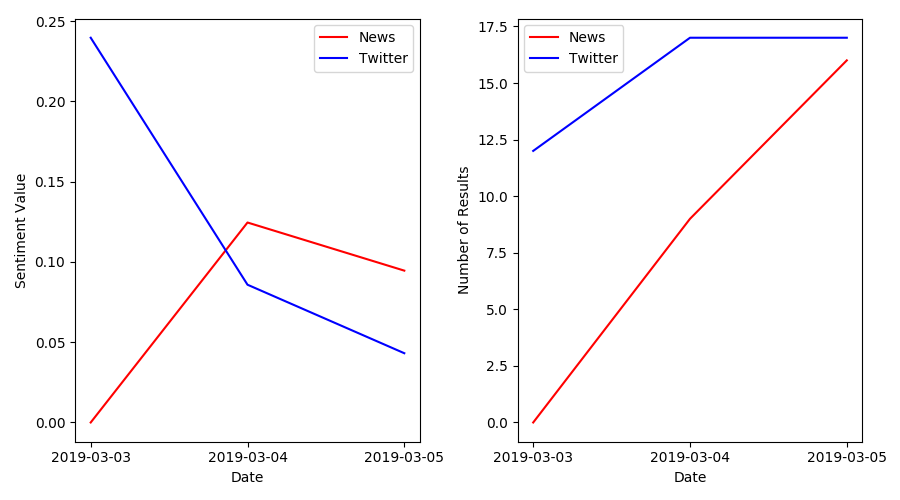 0.25
0.20
0.15
0.10
0.05
0.00
Sentiment Value
News
Twitter
2019-03-03 2019-03-04 2019-03-05
Date
17.5
15.0
12.5
10.0
7.5
5.0
2.5
0.0
Number of Results
News
Twitter
2019-03-03 2019-03-04 2019-03-05
Date